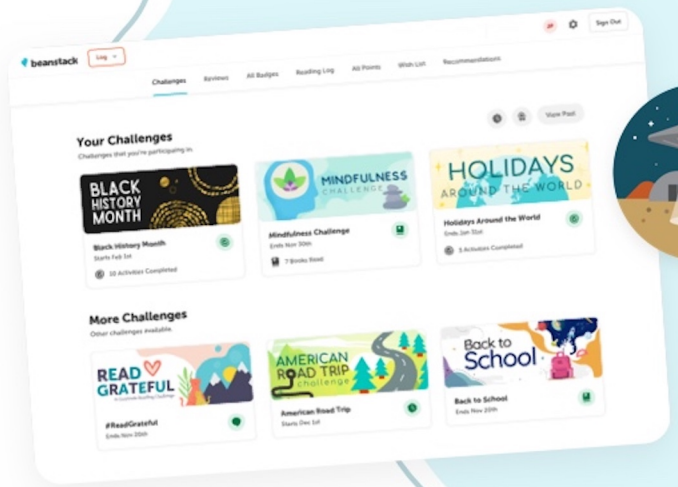 beanstack
Log
JP
Sign Out
Challenges Reviews All Badges Reading Log All Points Wish List Recommendations
Your Challenges
Challenges that you're participating in.
View Past
BLACK
HISTORY
MONTH
Black History Month
Starts Feb 1st
10 Activities Completed
MINDFULNESS
CHALLENGE
Mindfulness Challenge
Ends Nov 30th
7 Books Read
HOLIDAYS
AROUND THE WORLD
Holidays Around the World
Ends Jan 31st
Activities Completed
More Challenges
Other challenges available.
READ
GRATEFUL
#ReadGrateful
Ends Nov 30th
AMERICAN
ROAD TRIP
challenge
American Road Trip
Starts Dec 1st
Back to
School
Back to School
Ends Nov 20th